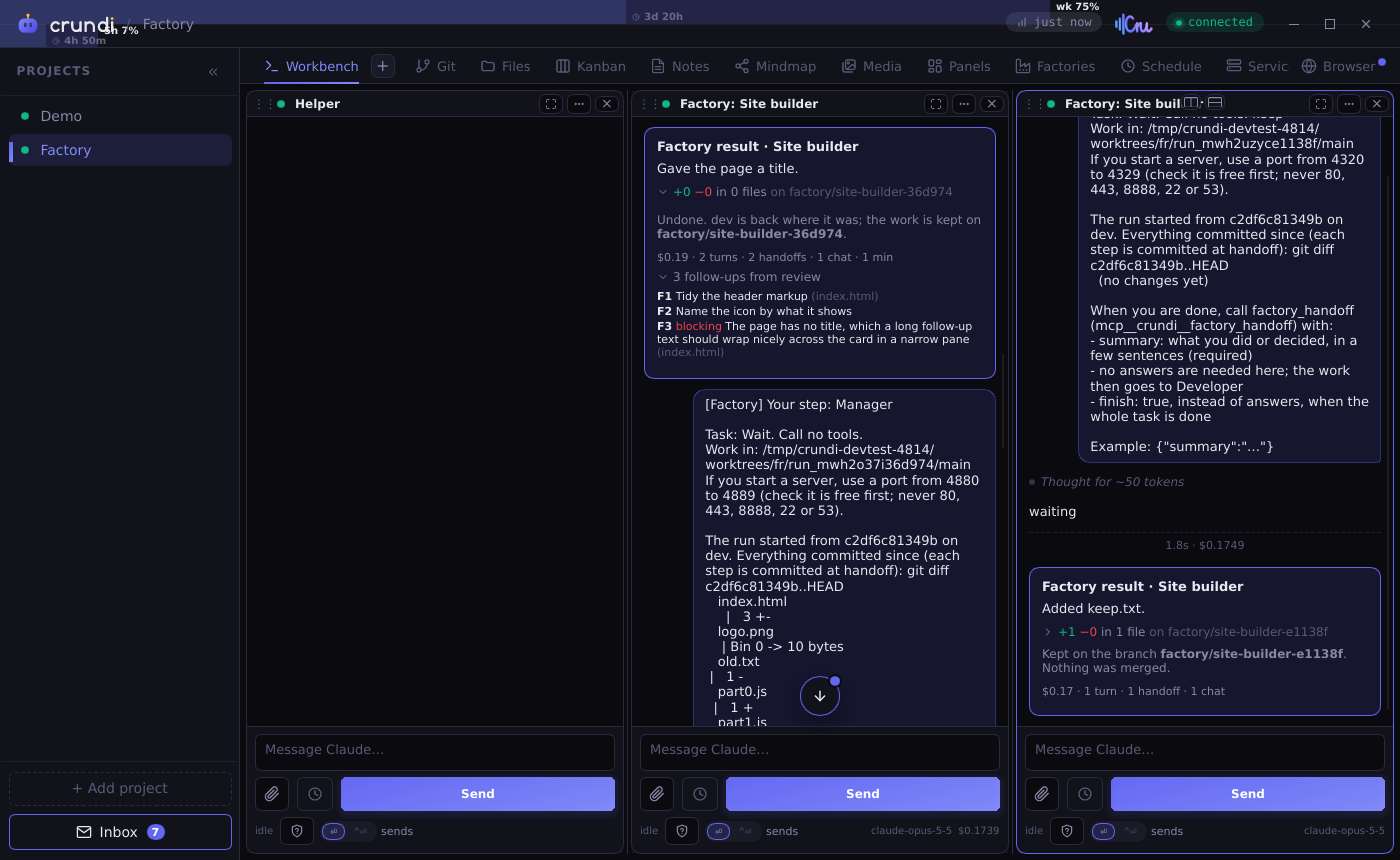 crundi / Factory
5h 7%
4h 50m
3d 20h
wk 75%
just now
Cru
connected
PROJECTS
Demo
Factory
+ Add project
Inbox 7
Workbench
Git
Files
Kanban
Notes
Mindmap
Media
Panels
Factories
Schedule
Servic
Browser
Helper
Message Claude...
Send
idle
sends
Factory: Site builder
Factory result · Site builder
Gave the page a title.
+0 −0 in 0 files on factory/site-builder-36d974
Undone. dev is back where it was; the work is kept on
factory/site-builder-36d974.
$0.19 · 2 turns · 2 handoffs · 1 chat · 1 min
3 follow-ups from review
F1 Tidy the header markup (index.html)
F2 Name the icon by what it shows
F3 blocking The page has no title, which a long follow-up
text should wrap nicely across the card in a narrow pane
(index.html)
[Factory] Your step: Manager
Task: Wait. Call no tools.
Work in: /tmp/crundi-devtest-4814/
worktrees/fr/run_mwh2o37i36d974/main
If you start a server, use a port from 4880
to 4889 (check it is free first; never 80,
443, 8888, 22 or 53).
The run started from c2df6c81349b on
dev. Everything committed since (each
step is committed at handoff): git diff
c2df6c81349b..HEAD
index.html
| 3 +-
logo.png
| Bin 0 -> 10 bytes
old.txt
| 1 -
part0.js
| 1 +
part1.js
Message Claude...
Send
idle
sends
claude-opus-5-5 $0.1739
Factory: Site buil
Work in: /tmp/crundi-devtest-4814/
worktrees/fr/run_mwh2uzyce1138f/main
If you start a server, use a port from 4320
to 4329 (check it is free first; never 80,
443, 8888, 22 or 53).
The run started from c2df6c81349b on
dev. Everything committed since (each
step is committed at handoff): git diff
c2df6c81349b..HEAD
(no changes yet)
When you are done, call factory_handoff
(mcp__crundi__factory_handoff) with:
- summary: what you did or decided, in a
few sentences (required)
- no answers are needed here; the work
then goes to Developer
- finish: true, instead of answers, when the
whole task is done
Example: {"summary":"..."}
Thought for ~50 tokens
waiting
1.8s · $0.1749
Factory result · Site builder
Added keep.txt.
+1 −0 in 1 file on factory/site-builder-e1138f
Kept on the branch factory/site-builder-e1138f.
Nothing was merged.
$0.17 · 1 turn · 1 handoff · 1 chat
Message Claude...
Send
idle
sends
claude-opus-5-5